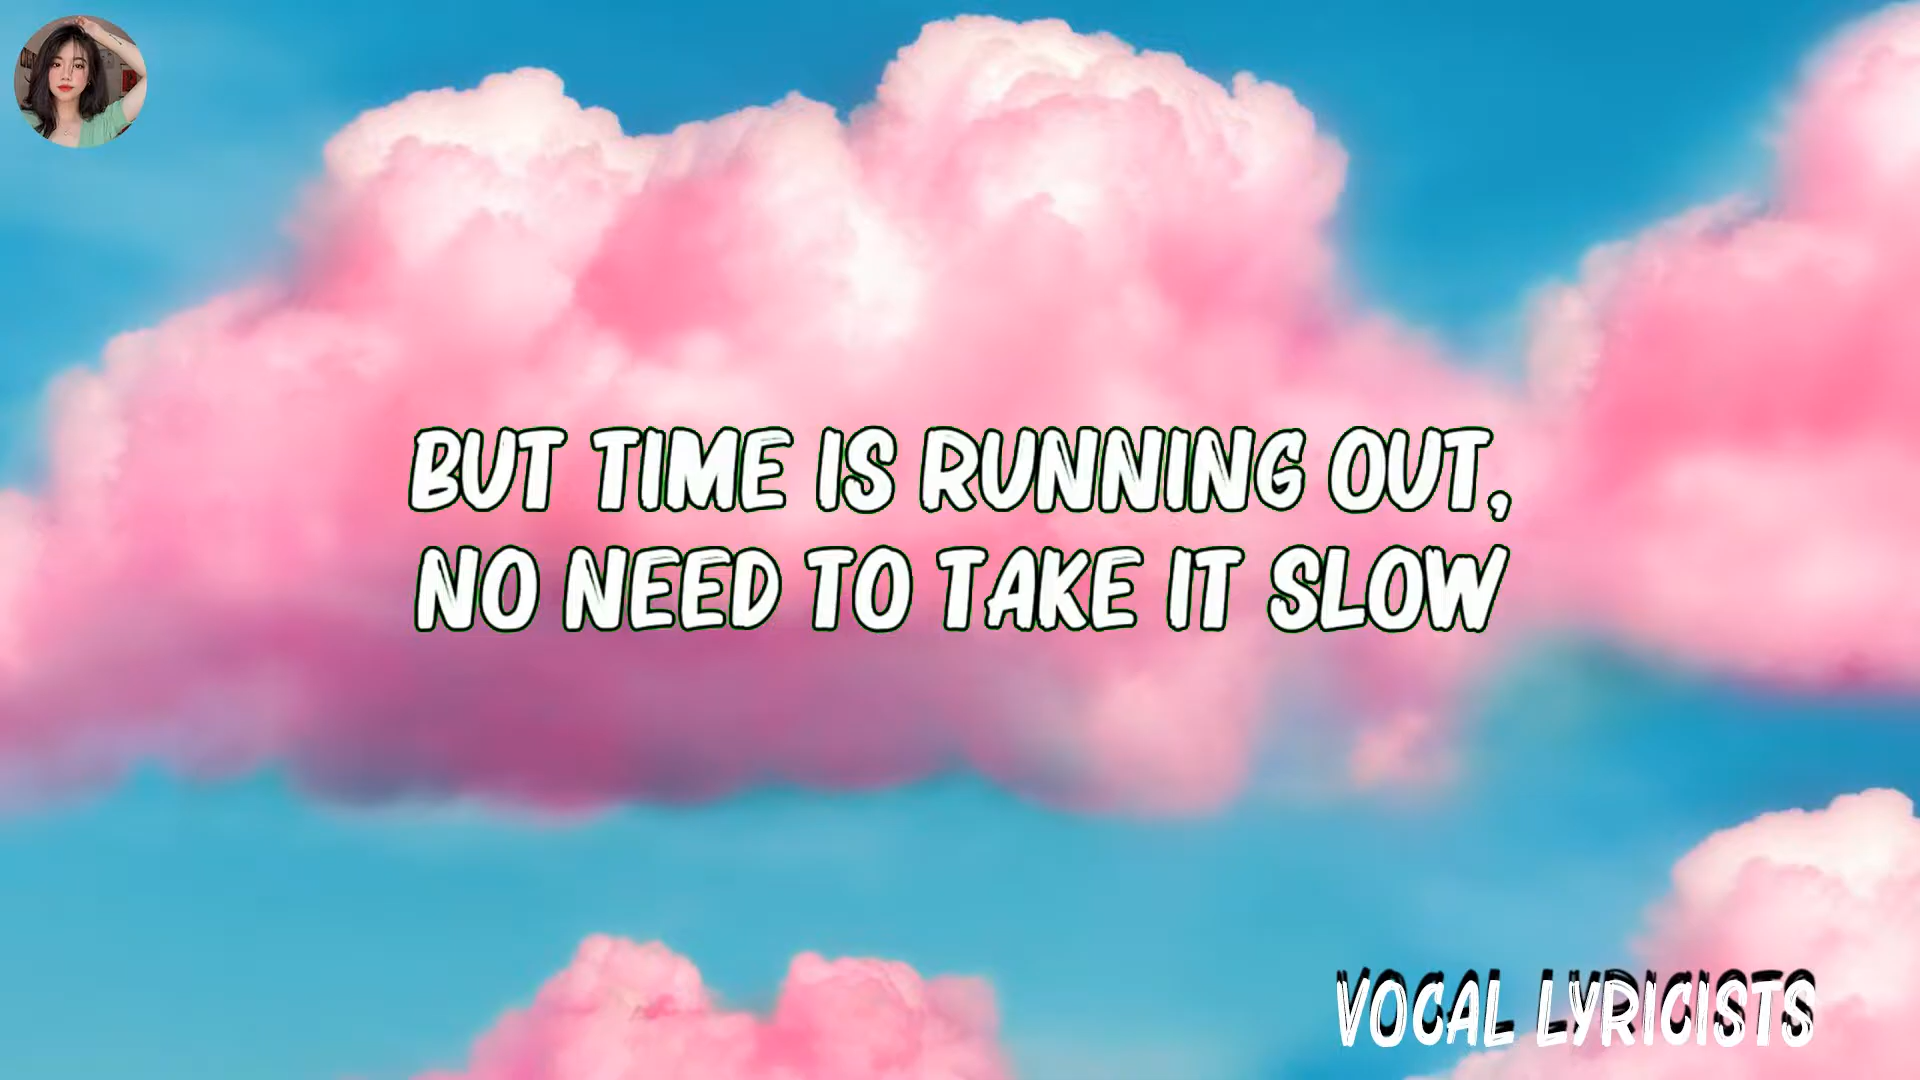 BUT TIME IS RUNNING OUT,
NO NEED TO TAKE IT SLOW
VOCAL LYRICISTS